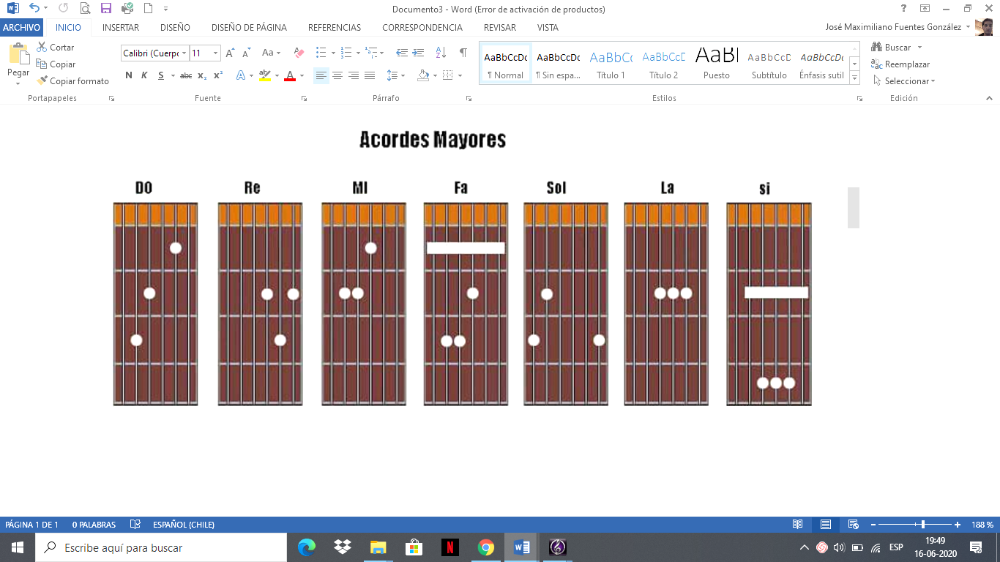 Documento3 - Word (Error de activación de productos)
ARCHIVO INICIO INSERTAR DISEÑO DISEÑO DE PÁGINA REFERENCIAS CORRESPONDENCIA REVISAR VISTA José Maximiliano Fuentes González
Pegar
Cortar
Copiar
Copiar formato
Portapapeles
Calibri (Cuerpo 11
Aa
N K S abc x₂ x²
Fuente
Párrafo
AaBbCcDc AaBbCcDc AaBbCc AaBbCcD AaBl AaBbCcD AaBbCcDc
¶ Normal ¶ Sin espa... Título 1 Título 2 Puesto Subtítulo Énfasis sutil
Estilos
Buscar
Reemplazar
Seleccionar
Edición
Acordes Mayores
DO Re MI Fa Sol La si
PÁGINA 1 DE 1 0 PALABRAS ESPAÑOL (CHILE) 188 %
Escribe aquí para buscar
ESP
19:49
16-06-2020